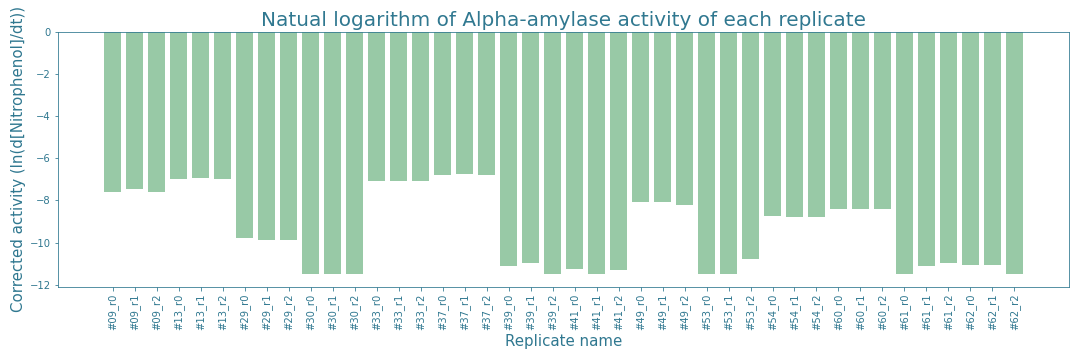 Natual logarithm of Alpha-amylase activity of each replicate
Corrected activity (ln(d[Nitrophenol]/dt))
0
−2
−4
−6
−8
−10
−12
#09_r0
#09_r1
#09_r2
#13_r0
#13_r1
#13_r2
#29_r0
#29_r1
#29_r2
#30_r0
#30_r1
#30_r2
#33_r0
#33_r1
#33_r2
#37_r0
#37_r1
#37_r2
#39_r0
#39_r1
#39_r2
#41_r0
#41_r1
#41_r2
#49_r0
#49_r1
#49_r2
#53_r0
#53_r1
#53_r2
#54_r0
#54_r1
#54_r2
#60_r0
#60_r1
#60_r2
#61_r0
#61_r1
#61_r2
#62_r0
#62_r1
#62_r2
Replicate name